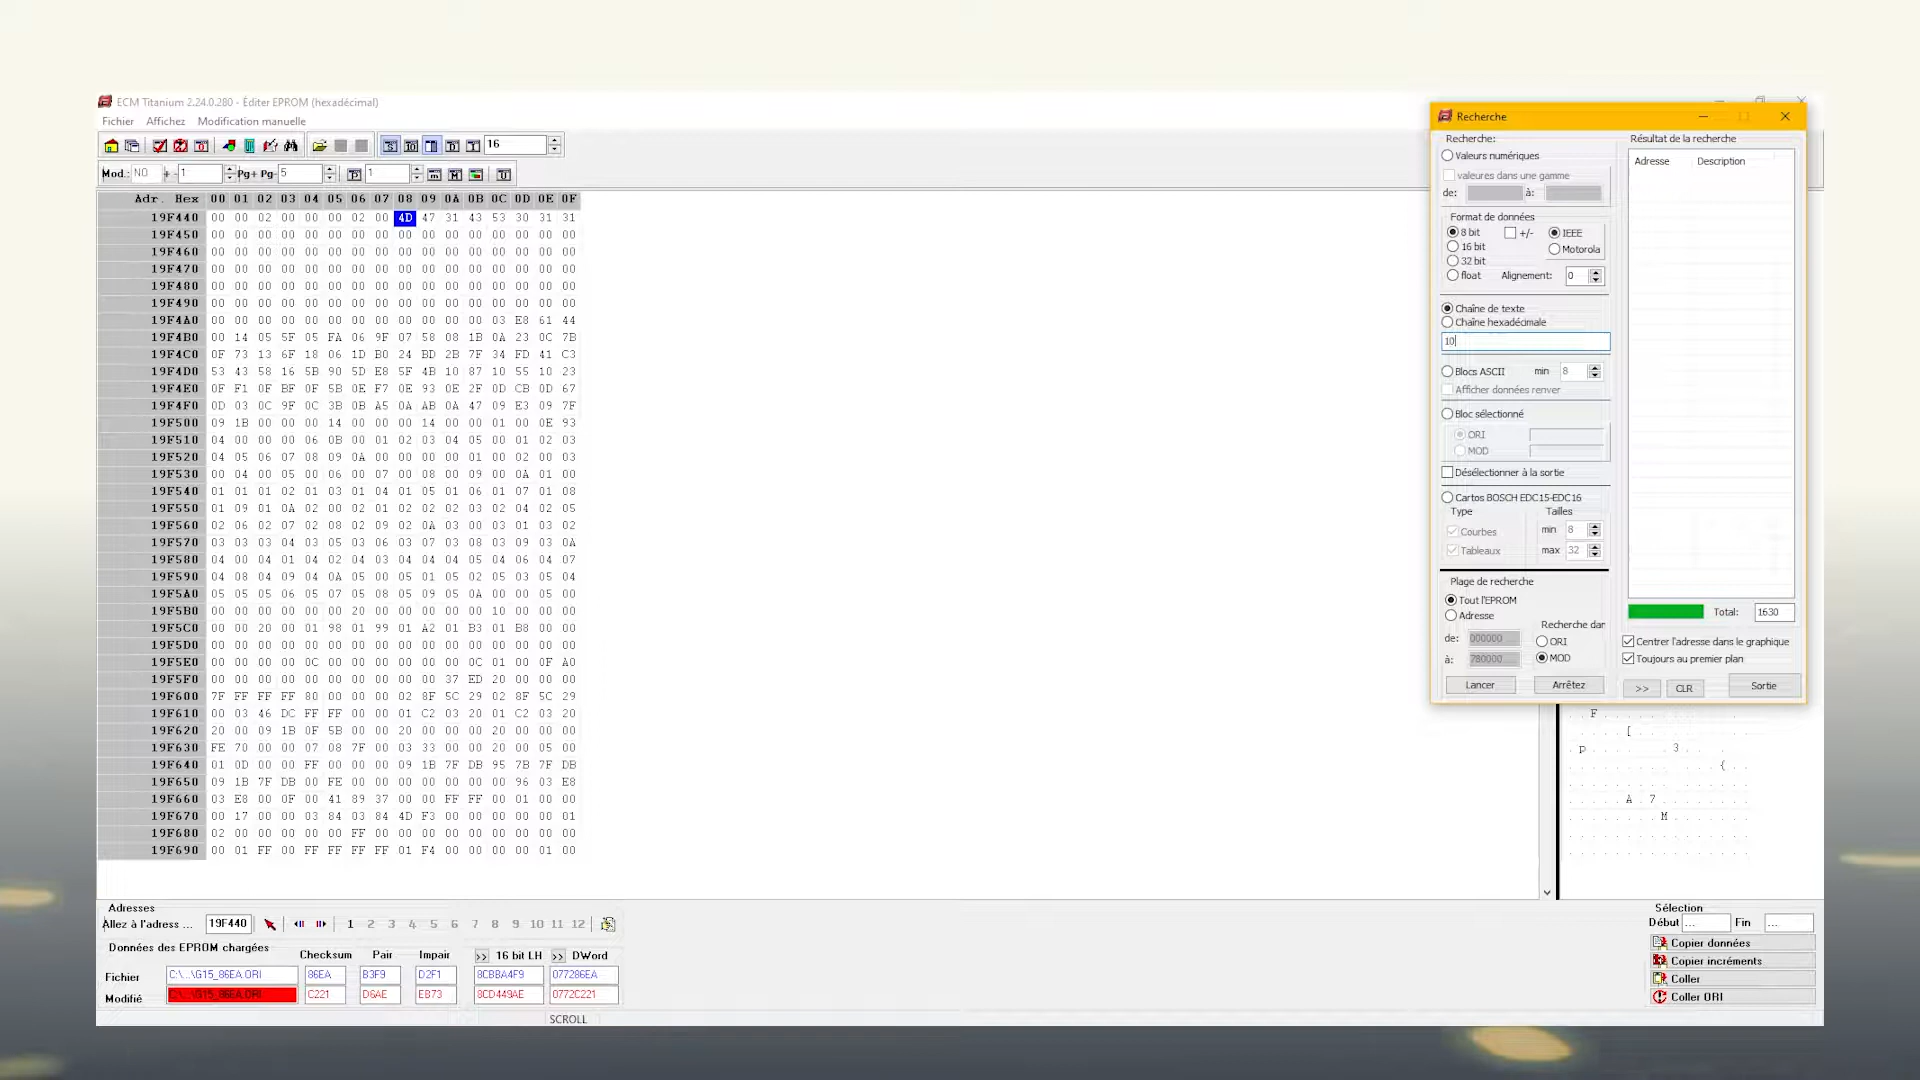 ECM Titanium 2.24.0.280 - Éditer EPROM (hexadécimal)
Fichier Affichez Modification manuelle
16
Mod.: NO + - 1 Pg+ Pg- 5 1
Adr. Hex 00 01 02 03 04 05 06 07 08 09 0A 0B 0C 0D 0E 0F
19F440 00 00 02 00 00 00 02 00 4D 47 31 43 53 30 31 31
19F450 00 00 00 00 00 00 00 00 00 00 00 00 00 00 00 00
19F460 00 00 00 00 00 00 00 00 00 00 00 00 00 00 00 00
19F470 00 00 00 00 00 00 00 00 00 00 00 00 00 00 00 00
19F480 00 00 00 00 00 00 00 00 00 00 00 00 00 00 00 00
19F490 00 00 00 00 00 00 00 00 00 00 00 00 00 00 00 00
19F4A0 00 00 00 00 00 00 00 00 00 00 00 00 03 E8 61 44
19F4B0 00 14 05 5F 05 FA 06 9F 07 58 08 1B 0A 23 0C 7B
19F4C0 0F 73 13 6F 18 06 1D B0 24 BD 2B 7F 34 FD 41 C3
19F4D0 53 43 58 16 5B 90 5D E8 5F 4B 10 87 10 55 10 23
19F4E0 0F F1 0F BF 0F 5B 0E F7 0E 93 0E 2F 0D CB 0D 67
19F4F0 0D 03 0C 9F 0C 3B 0B A5 0A AB 0A 47 09 E3 09 7F
19F500 09 1B 00 00 00 14 00 00 00 14 00 00 01 00 0E 93
19F510 04 00 00 00 06 0B 00 01 02 03 04 05 00 01 02 03
19F520 04 05 06 07 08 09 0A 00 00 00 00 01 00 02 00 03
19F530 00 04 00 05 00 06 00 07 00 08 00 09 00 0A 01 00
19F540 01 01 01 02 01 03 01 04 01 05 01 06 01 07 01 08
19F550 01 09 01 0A 02 00 02 01 02 02 02 03 02 04 02 05
19F560 02 06 02 07 02 08 02 09 02 0A 03 00 03 01 03 02
19F570 03 03 03 04 03 05 03 06 03 07 03 08 03 09 03 0A
19F580 04 00 04 01 04 02 04 03 04 04 04 05 04 06 04 07
19F590 04 08 04 09 04 0A 05 00 05 01 05 02 05 03 05 04
19F5A0 05 05 05 06 05 07 05 08 05 09 05 0A 00 00 05 00
19F5B0 00 00 00 00 00 00 20 00 00 00 00 00 10 00 00 00
19F5C0 00 00 20 00 01 98 01 99 01 A2 01 B3 01 B8 00 00
19F5D0 00 00 00 00 00 00 00 00 00 00 00 00 00 00 00 00
19F5E0 00 00 00 00 0C 00 00 00 00 00 00 0C 01 00 0F A0
19F5F0 00 00 00 00 00 00 00 00 00 00 37 ED 20 00 00 00
19F600 7F FF FF FF 80 00 00 00 02 8F 5C 29 02 8F 5C 29
19F610 00 03 46 DC FF FF 00 00 01 C2 03 20 01 C2 03 20
19F620 20 00 09 1B 0F 5B 00 00 20 00 00 00 20 00 00 00
19F630 FE 70 00 00 07 08 7F 00 03 33 00 00 20 00 05 00
19F640 01 0D 00 00 FF 00 00 00 09 1B 7F DB 95 7B 7F DB
19F650 09 1B 7F DB 00 FE 00 00 00 00 00 00 00 96 03 E8
19F660 03 E8 00 0F 00 41 89 37 00 00 FF FF 00 01 00 00
19F670 00 17 00 00 03 84 03 84 4D F3 00 00 00 00 00 01
19F680 02 00 00 00 00 00 FF 00 00 00 00 00 00 00 00 00
19F690 00 01 FF 00 FF FF FF FF 01 F4 00 00 00 00 01 00
Recherche
Recherche:
Valeurs numériques
valeures dans une gamme
de: à:
Format de données
8 bit +/- IEEE
16 bit Motorola
32 bit
float Alignement: 0
Chaîne de texte
Chaîne hexadécimale
10
Blocs ASCII min 8
Afficher données renver
Bloc sélectionné
ORI
MOD
Désélectionner à la sortie
Cartos BOSCH EDC15-EDC16
Type Tailles
Courbes min 8
Tableaux max 32
Plage de recherche
Tout l'EPROM
Adresse
Recherche dar
de: 000000 ... ORI
à: 780000 ... MOD
Lancer Arrêtez
Résultat de la recherche
Adresse Description
Total: 1630
Centrer l'adresse dans le graphique
Toujours au premier plan
>> CLR Sortie
F
[
p 3
{
A . 7
M
Adresses
Allez à l'adress ... 19F440 1 2 3 4 5 6 7 8 9 10 11 12
Données des EPROM chargées
Checksum Pair Impair >> 16 bit LH >> DWord
Fichier C:\...\G15_86EA.ORI 86EA B3F9 D2F1 8CBBA4F9 077286EA
Modifié C:\...\G15_86EA.ORI C221 D6AE EB73 8CD449AE 0772C221
SCROLL
Sélection
Début ... Fin ...
Copier données
Copier incréments
Coller
Coller ORI